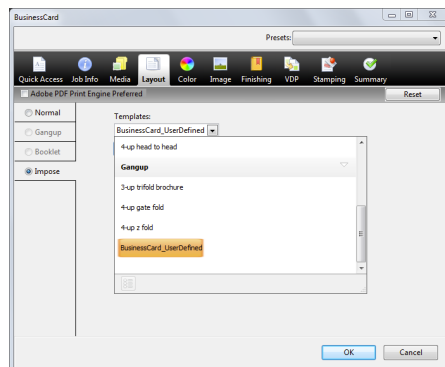 BusinessCard
Presets:
Quick Access Job Info Media Layout Color Image Finishing VDP Stamping Summary
Adobe PDF Print Engine Preferred Reset
Normal
Gangup
Booklet
Impose
Templates:
BusinessCard_UserDefined
4-up head to head
Gangup
3-up trifold brochure
4-up gate fold
4-up z fold
BusinessCard_UserDefined
OK Cancel